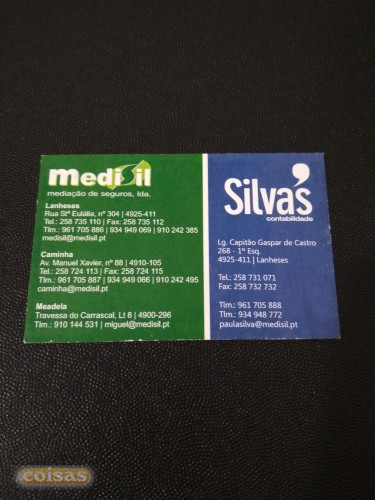 Medisil
mediação de seguros, lda.
Lanheses
Rua Stª Eulália, nº 304 | 4925-411
Tel.: 258 735 110 | Fax: 258 735 112
Tlm.: 961 705 886 | 934 949 069 | 910 242 385
medisil@medisil.pt
Caminha
Av. Manuel Xavier, nº 88 | 4910-105
Tel.: 258 724 113 | Fax: 258 724 115
Tlm.: 961 705 887 | 934 949 066 | 910 242 495
caminha@medisil.pt
Meadela
Travessa do Carrascal, Lt 8 | 4900-296
Tlm.: 910 144 531 | miguel@medisil.pt
Silva's
contabilidade
Lg. Capitão Gaspar de Castro
268 - 1º Esq.
4925-411 | Lanheses
Tel.: 258 731 071
Fax: 258 732 732
Tlm.: 961 705 888
Tlm.: 934 948 772
paulasilva@medisil.pt
coisas